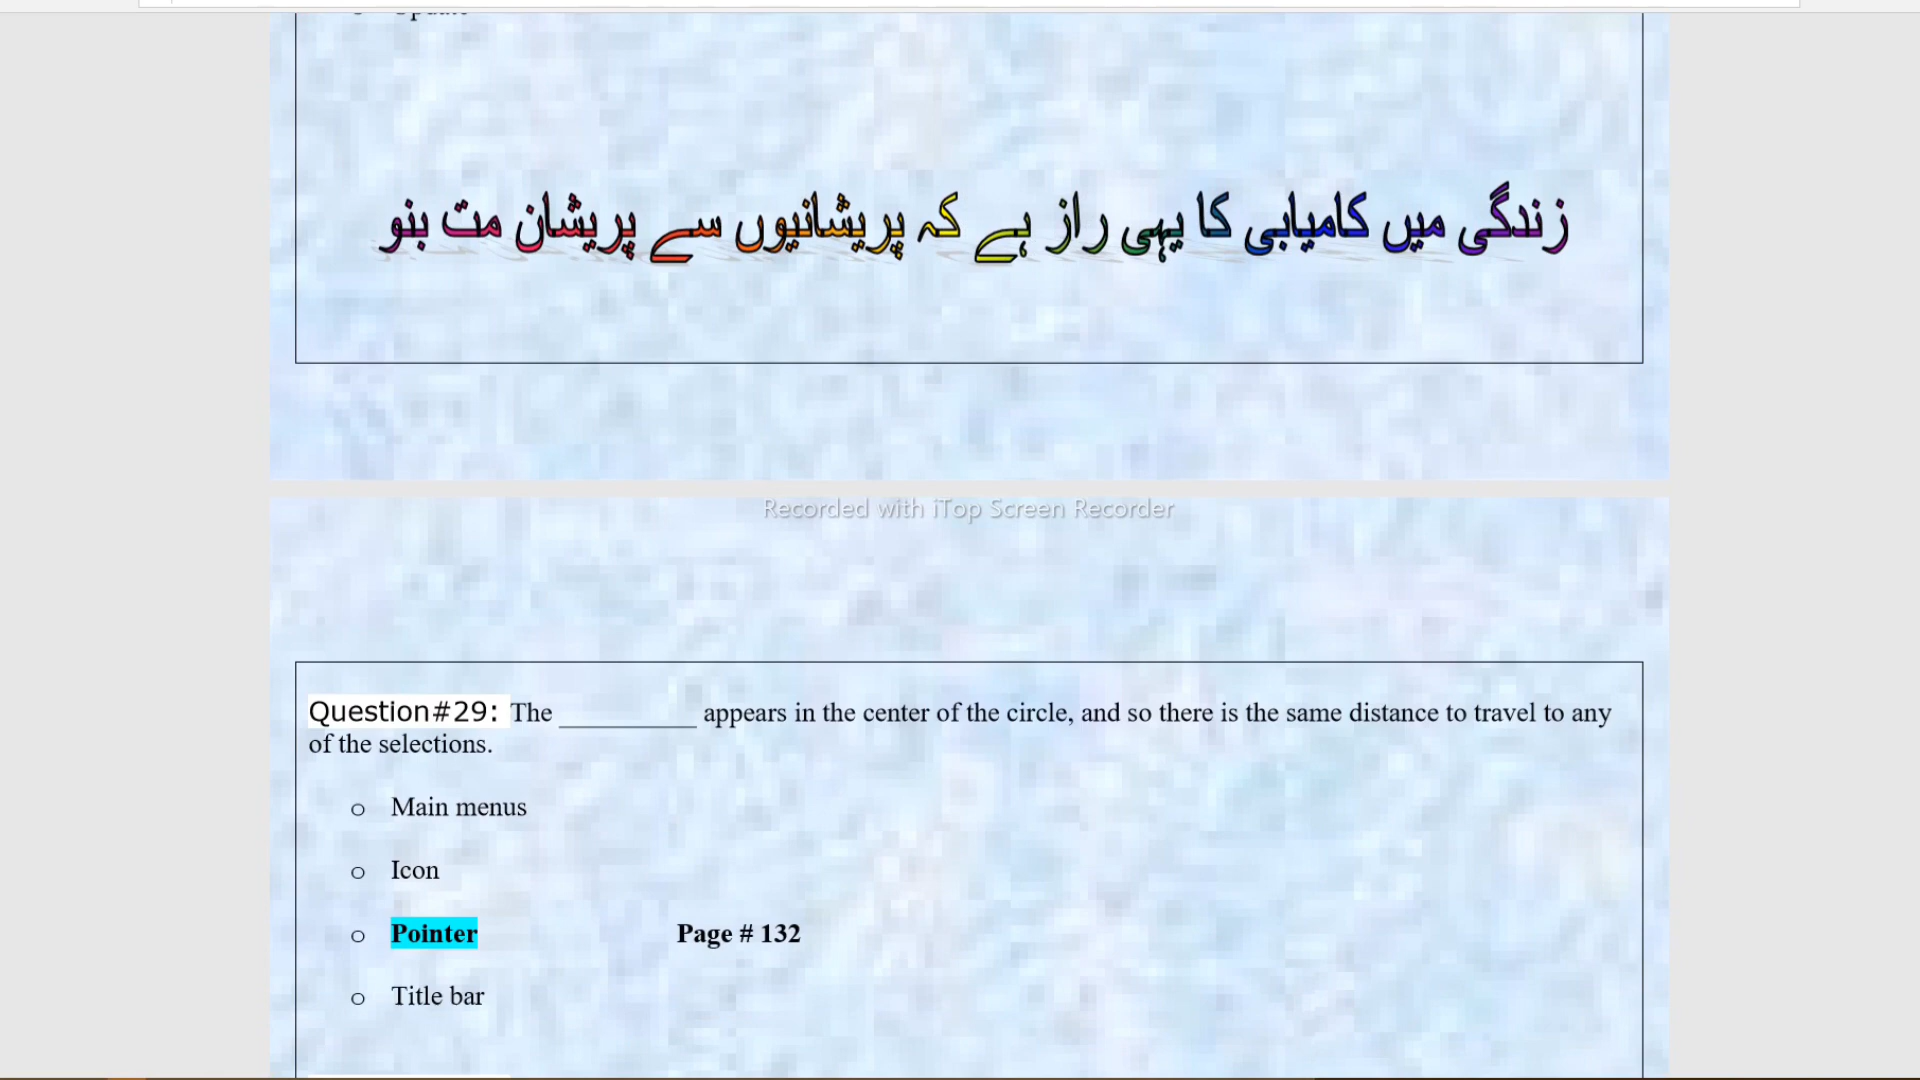 Update
زندگی میں کامیابی کا یہی راز ہے کہ پریشانیوں سے پریشان مت بنو
Recorded with iTop Screen Recorder
Question#29: The __________ appears in the center of the circle, and so there is the same distance to travel to any
of the selections.
o Main menus
o Icon
o Pointer Page # 132
o Title bar